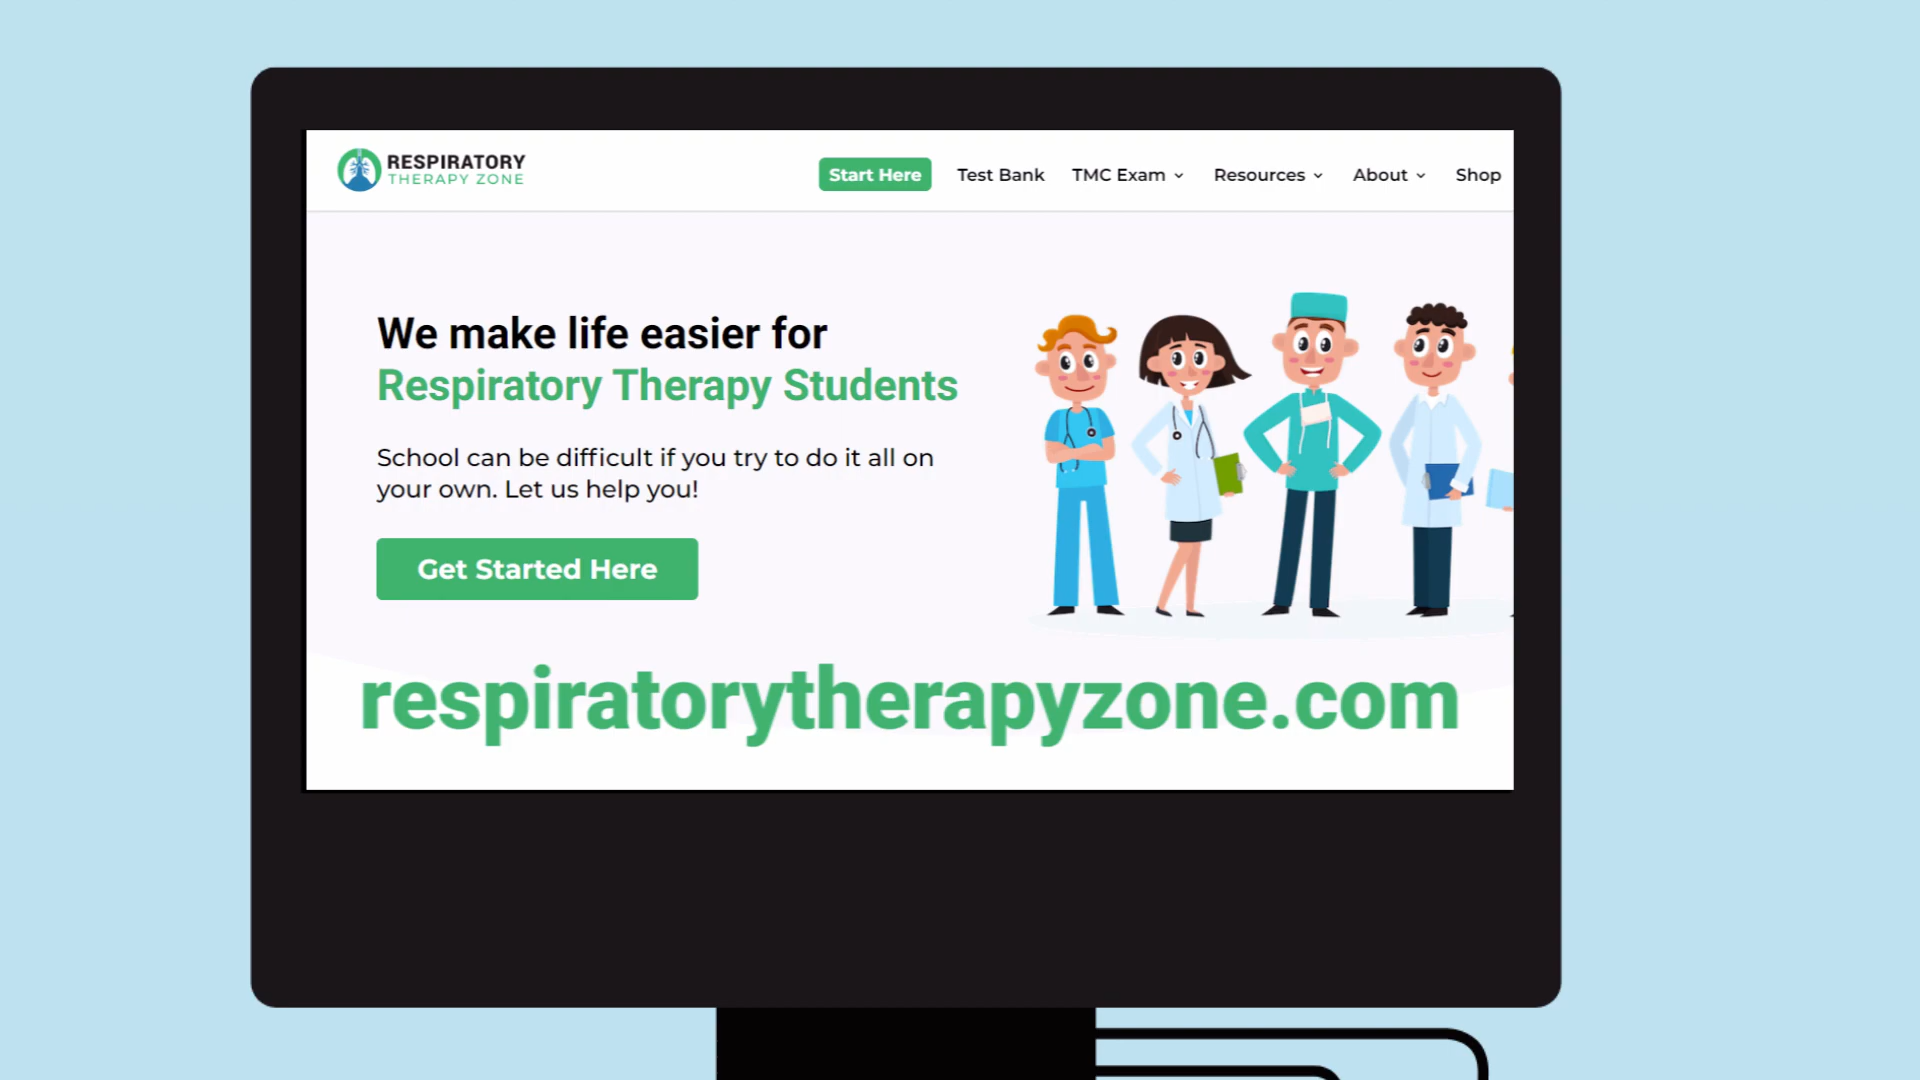 RESPIRATORY
THERAPY ZONE
Start Here
Test Bank
TMC Exam
Resources
About
Shop
We make life easier for
Respiratory Therapy Students
School can be difficult if you try to do it all on
your own. Let us help you!
Get Started Here
respiratorytherapyzone.com